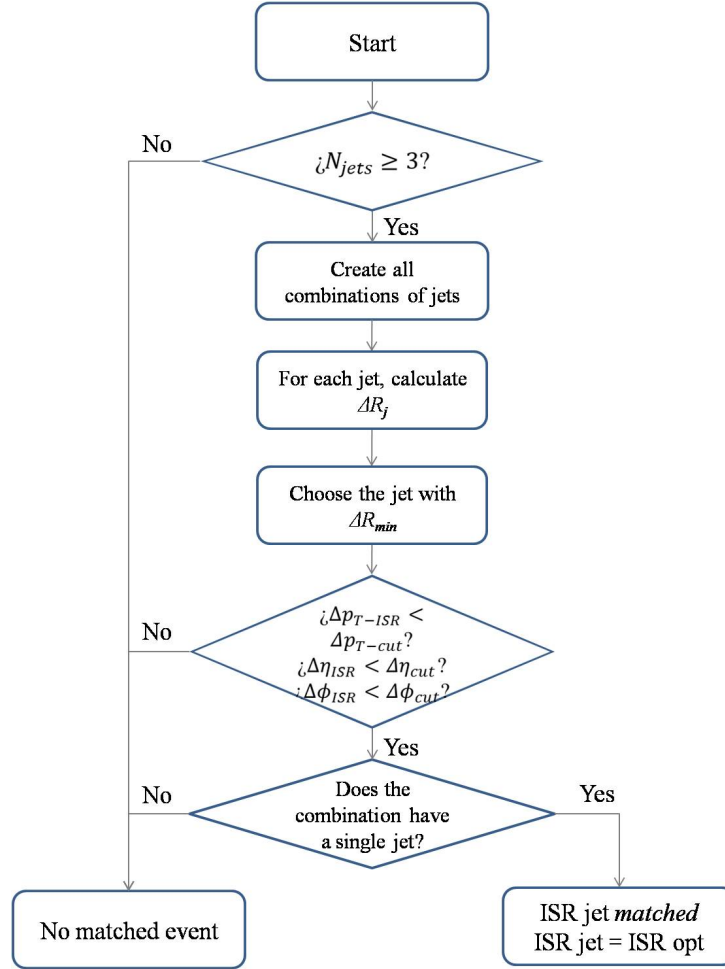 Start
No
¿N_jets ≥ 3?
Yes
Create all
combinations of jets
For each jet, calculate
ΔR_j
Choose the jet with
ΔR_min
¿Δp_{T−ISR} <
No
Δp_{T−cut}?
¿Δη_ISR < Δη_cut?
¿Δϕ_ISR < Δϕ_cut?
Yes
Does the
No
combination have
Yes
a single jet?
No matched event
ISR jet matched
ISR jet = ISR opt